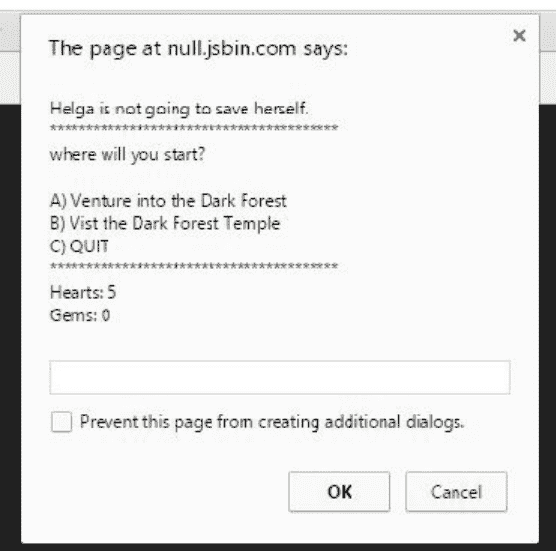 The page at null.jsbin.com says:
Helga is not going to save herself.
****************************************
where will you start?
A) Venture into the Dark Forest
B) Vist the Dark Forest Temple
C) QUIT
****************************************
Hearts: 5
Gems: 0
Prevent this page from creating additional dialogs.
OK
Cancel